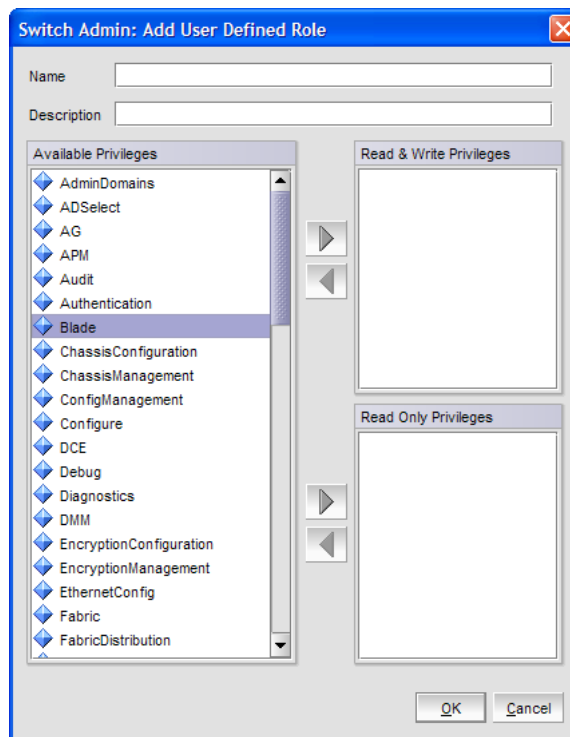 Switch Admin: Add User Defined Role
Name
Description
Available Privileges
AdminDomains
ADSelect
AG
APM
Audit
Authentication
Blade
ChassisConfiguration
ChassisManagement
ConfigManagement
Configure
DCE
Debug
Diagnostics
DMM
EncryptionConfiguration
EncryptionManagement
EthernetConfig
Fabric
FabricDistribution
Read & Write Privileges
Read Only Privileges
OK
Cancel